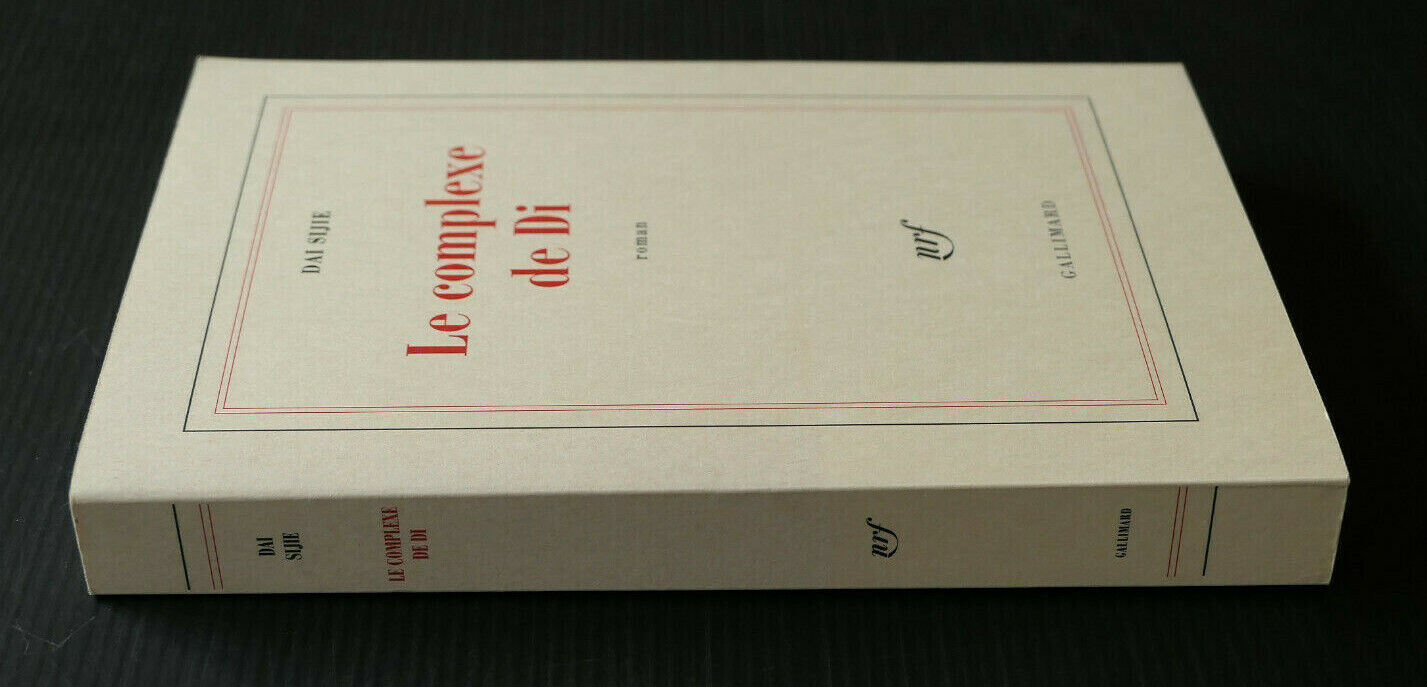 DAI SIJIE
Le complexe
de Di
roman
nrf
GALLIMARD
DAI
SIJIE
LE COMPLEXE
DE DI
nrf
GALLIMARD